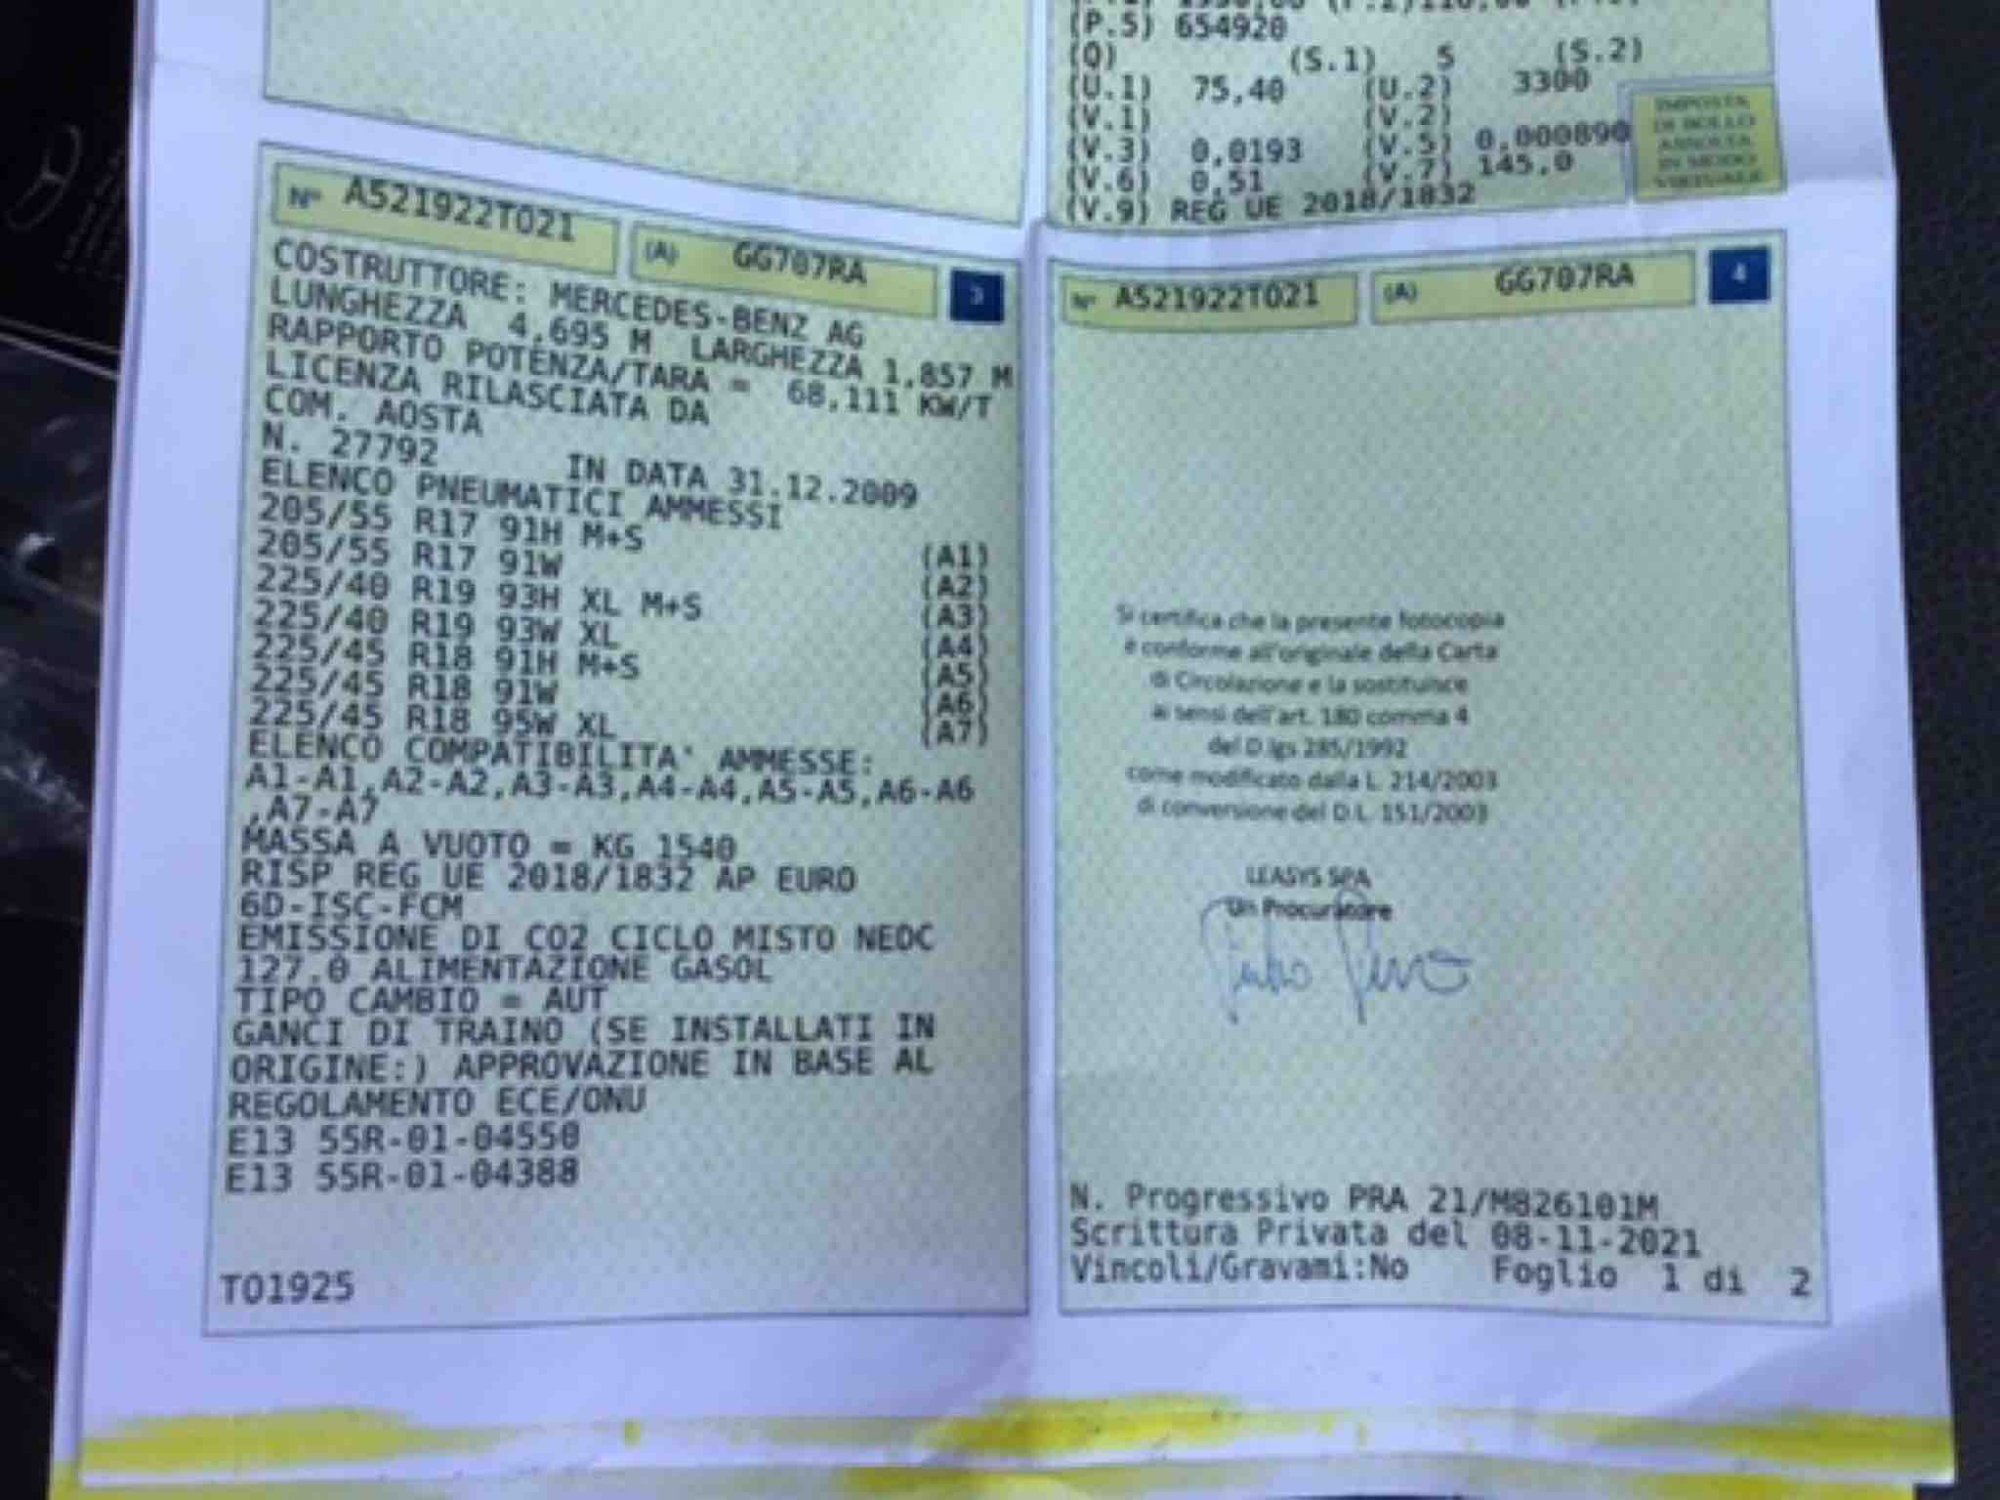 (P.5) 654920
(Q) (S.1) 5 (S.2)
(U.1) 75,40 (U.2) 3300
(V.1) (V.2)
(V.3) 0,0193 (V.5) 0,000890
(V.6) 0,51 (V.7) 145,0
(V.9) REG UE 2018/1832
IMPOSTA
DI BOLLO
ASSOLTA
IN MODO
VIRTUALE
N° A521922T021 (A) GG707RA 3
COSTRUTTORE: MERCEDES-BENZ AG
LUNGHEZZA 4,695 M LARGHEZZA 1,857 M
RAPPORTO POTENZA/TARA = 68,111 KW/T
LICENZA RILASCIATA DA
COM. AOSTA
N. 27792 IN DATA 31.12.2009
ELENCO PNEUMATICI AMMESSI
205/55 R17 91H M+S (A1)
205/55 R17 91W (A2)
225/40 R19 93H XL M+S (A3)
225/40 R19 93W XL (A4)
225/45 R18 91H M+S (A5)
225/45 R18 91W (A6)
225/45 R18 95W XL (A7)
ELENCO COMPATIBILITA' AMMESSE:
A1-A1,A2-A2,A3-A3,A4-A4,A5-A5,A6-A6
,A7-A7
MASSA A VUOTO = KG 1540
RISP REG UE 2018/1832 AP EURO
6D-ISC-FCM
EMISSIONE DI CO2 CICLO MISTO NEDC
127.0 ALIMENTAZIONE GASOL
TIPO CAMBIO = AUT
GANCI DI TRAINO (SE INSTALLATI IN
ORIGINE:) APPROVAZIONE IN BASE AL
REGOLAMENTO ECE/ONU
E13 55R-01-04550
E13 55R-01-04388
TO1925
N° A521922T021 (A) GG707RA 4
Si certifica che la presente fotocopia
è conforme all'originale della Carta
di Circolazione e la sostituisce
ai sensi dell'art. 180 comma 4
del D.lgs 285/1992
come modificato dalla L. 214/2003
di conversione del D.L. 151/2003
LEASYS SPA
Un Procuratore
N. Progressivo PRA 21/M826101M
Scrittura Privata del 08-11-2021
Vincoli/Gravami:No Foglio 1 di 2